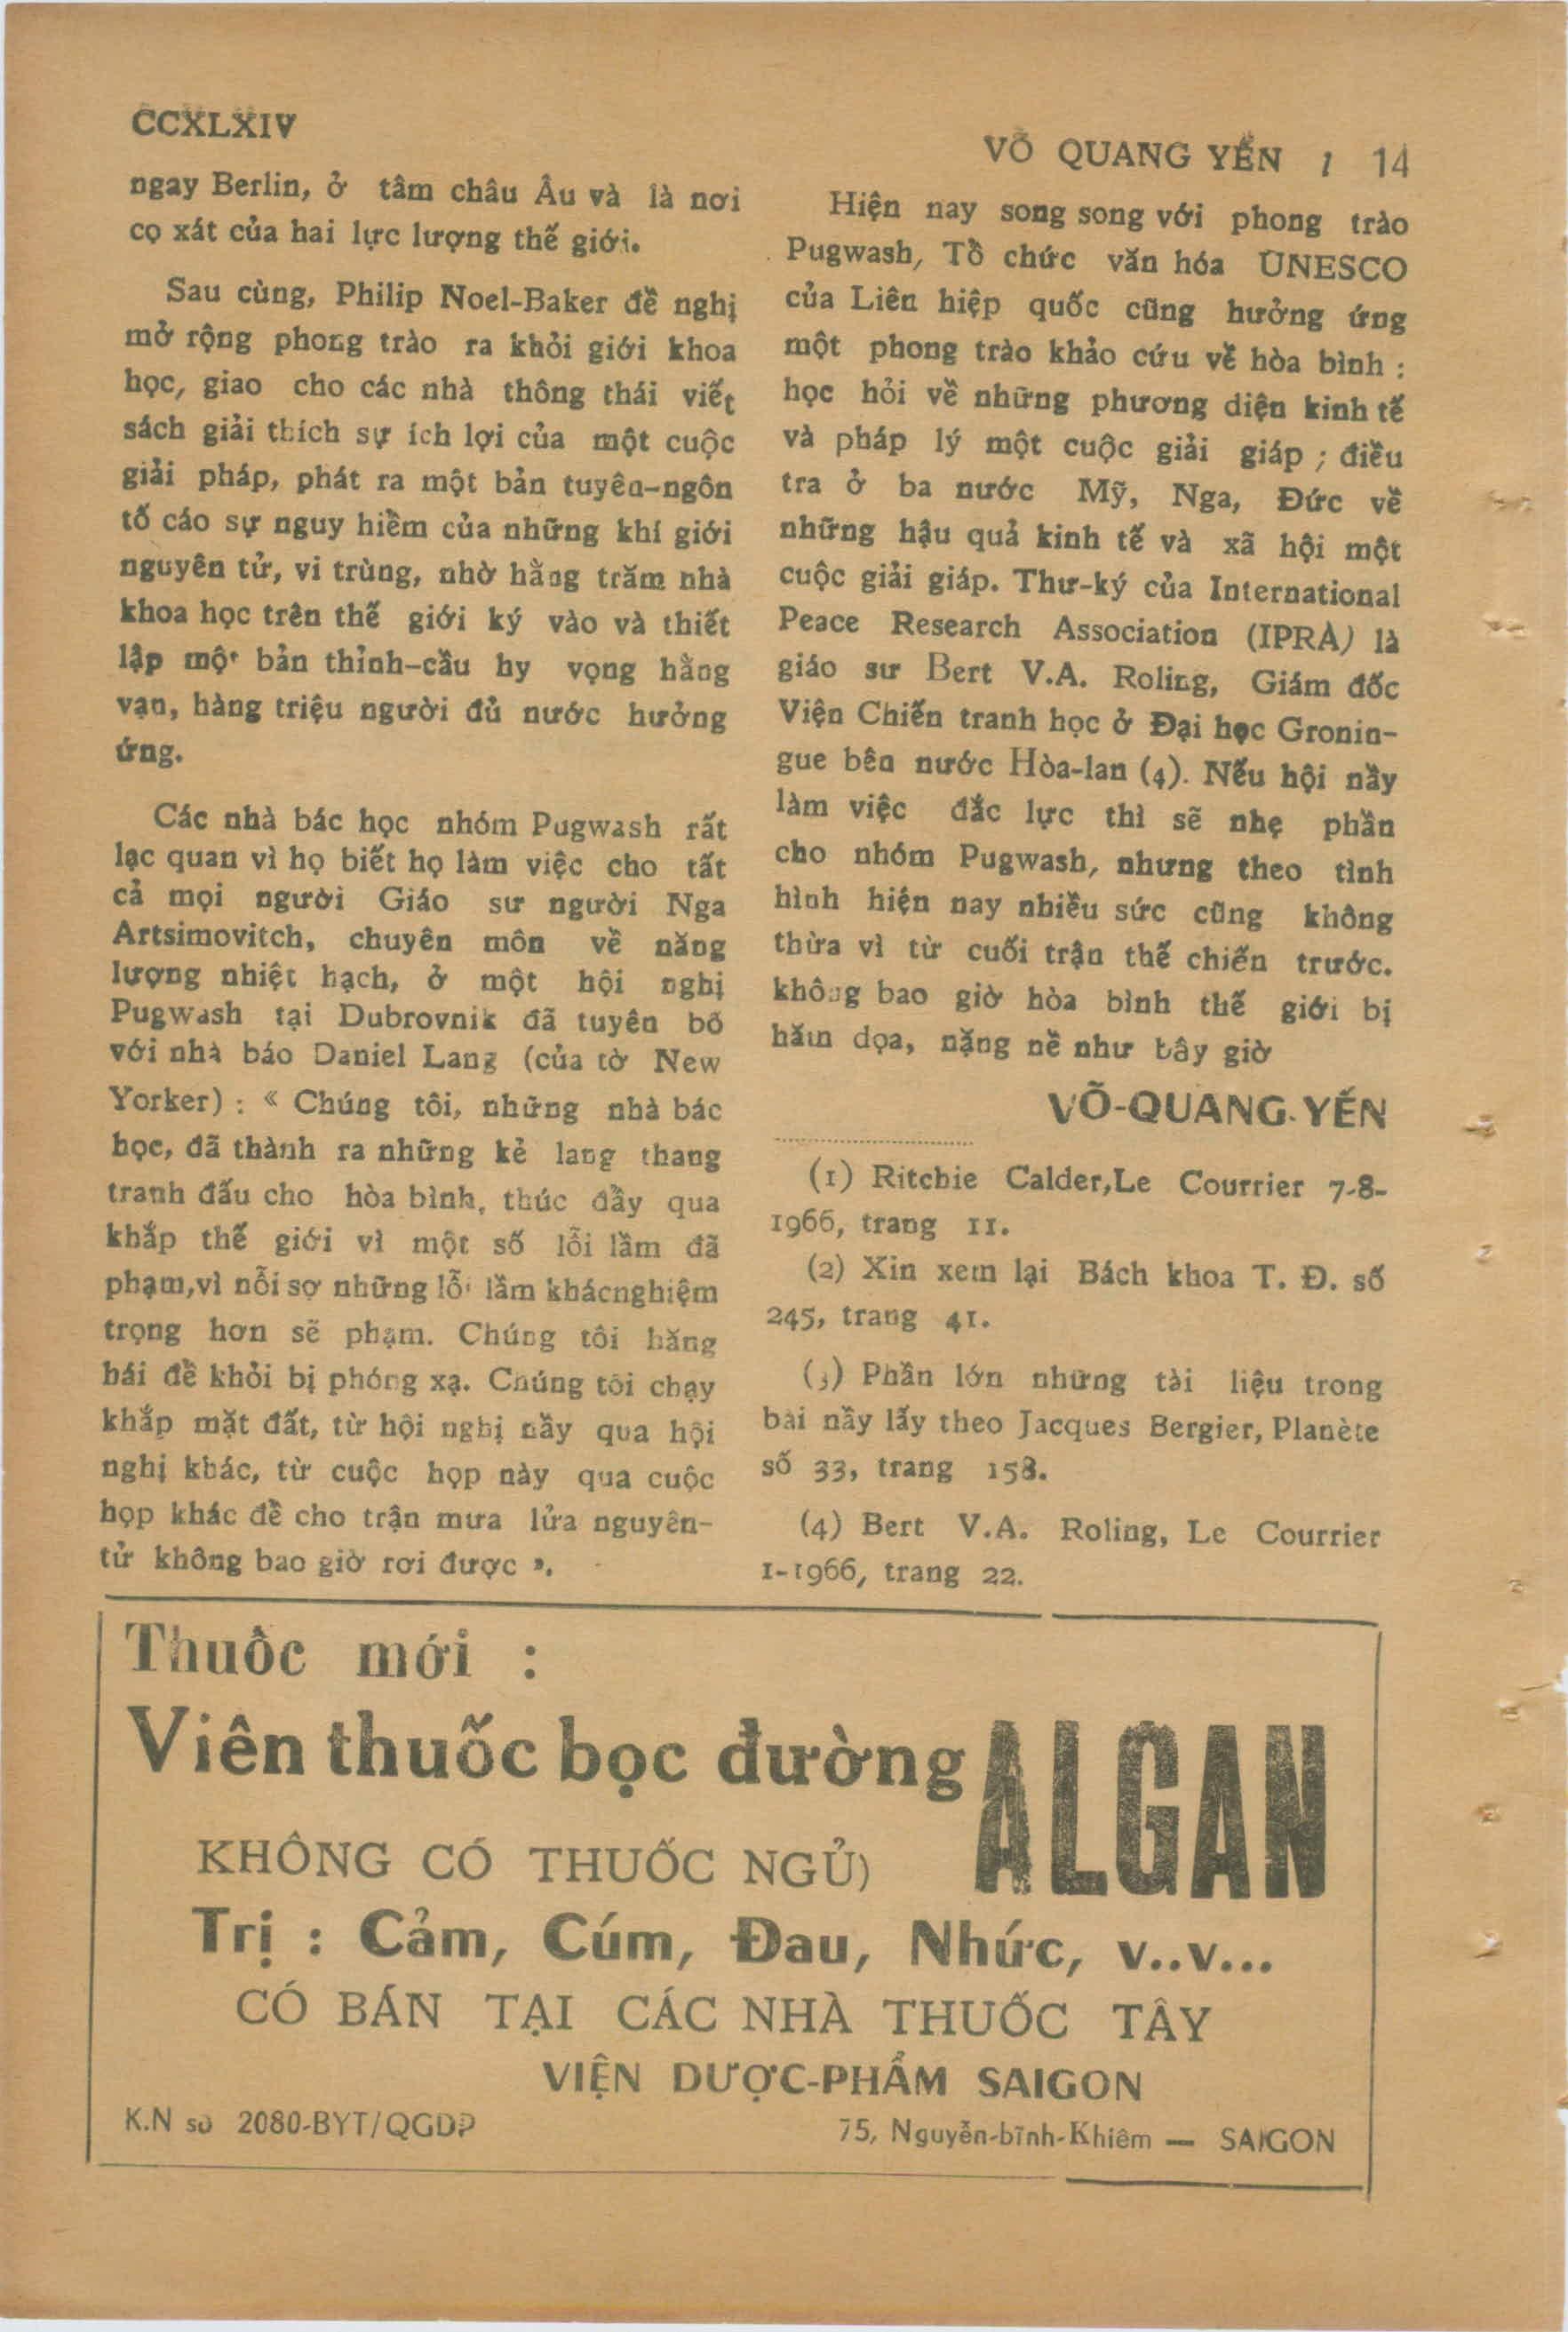 CCXLXIV
VÕ QUANG YẾN / 14
ngay Berlin, ở tâm châu Âu và là nơi
cọ xát của hai lực lượng thế giới.
Sau cùng, Philip Noel-Baker đề nghị
mở rộng phong trào ra khỏi giới khoa
học, giao cho các nhà thông thái viết
sách giải thích sự ích lợi của một cuộc
giải pháp, phát ra một bản tuyên-ngôn
tố cáo sự nguy hiểm của những khí giới
nguyên tử, vi trùng, nhờ hằng trăm nhà
khoa học trên thế giới ký vào và thiết
lập một bản thỉnh-cầu hy vọng hằng
vạn, hàng triệu người đủ nước hưởng
ứng.
Các nhà bác học nhóm Pugwash rất
lạc quan vì họ biết họ làm việc cho tất
cả mọi người Giáo sư người Nga
Artsimovitch, chuyên môn về năng
lượng nhiệt hạch, ở một hội nghị
Pugwash tại Dubrovnik đã tuyên bố
với nhà báo Daniel Lang (của tờ New
Yorker) : « Chúng tôi, những nhà bác
học, đã thành ra những kẻ lang thang
tranh đấu cho hòa bình, thúc đẩy qua
khắp thế giới vì một số lỗi lầm đã
phạm,vì nỗi sợ những lỗi lầm khácnghiệm
trọng hơn sẽ phạm. Chúng tôi hăng
hái để khỏi bị phóng xạ. Chúng tôi chạy
khắp mặt đất, từ hội nghị nầy qua hội
nghị khác, từ cuộc họp này qua cuộc
họp khác để cho trận mưa lửa nguyên-
tử không bao giờ rơi được ».
Hiện nay song song với phong trào
Pugwash, Tổ chức văn hóa UNESCO
của Liên hiệp quốc cũng hưởng ứng
một phong trào khảo cứu về hòa bình :
học hỏi về những phương diện kinh tế
và pháp lý một cuộc giải giáp ; điều
tra ở ba nước Mỹ, Nga, Đức về
những hậu quả kinh tế và xã hội một
cuộc giải giáp. Thư-ký của International
Peace Research Association (IPRA) là
giáo sư Bert V.A. Roling, Giám đốc
Viện Chiến tranh học ở Đại học Gronin-
gue bên nước Hòa-lan (4). Nếu hội nầy
làm việc đắc lực thì sẽ nhẹ phần
cho nhóm Pugwash, nhưng theo tình
hình hiện nay nhiều sức cũng không
thừa vì từ cuối trận thế chiến trước.
không bao giờ hòa bình thế giới bị
hăm dọa, nặng nề như bây giờ
VÕ-QUANG-YẾN
(1) Ritchie Calder,Le Courrier 7-8-
1966, trang 11.
(2) Xin xem lại Bách khoa T. Đ. số
245, trang 41.
(3) Phần lớn những tài liệu trong
bài nầy lấy theo Jacques Bergier, Planète
số 33, trang 158.
(4) Bert V.A. Roling, Le Courrier
1-1966, trang 22.
Thuốc mới :
Viên thuốc bọc đường ALGAN
KHÔNG CÓ THUỐC NGỦ)
Trị : Cảm, Cúm, Đau, Nhức, v..v...
CÓ BÁN TẠI CÁC NHÀ THUỐC TÂY
VIỆN DƯỢC-PHẨM SAIGON
K.N số 2080-BYT/QGDP
75, Nguyễn-bĩnh-Khiêm — SAIGON